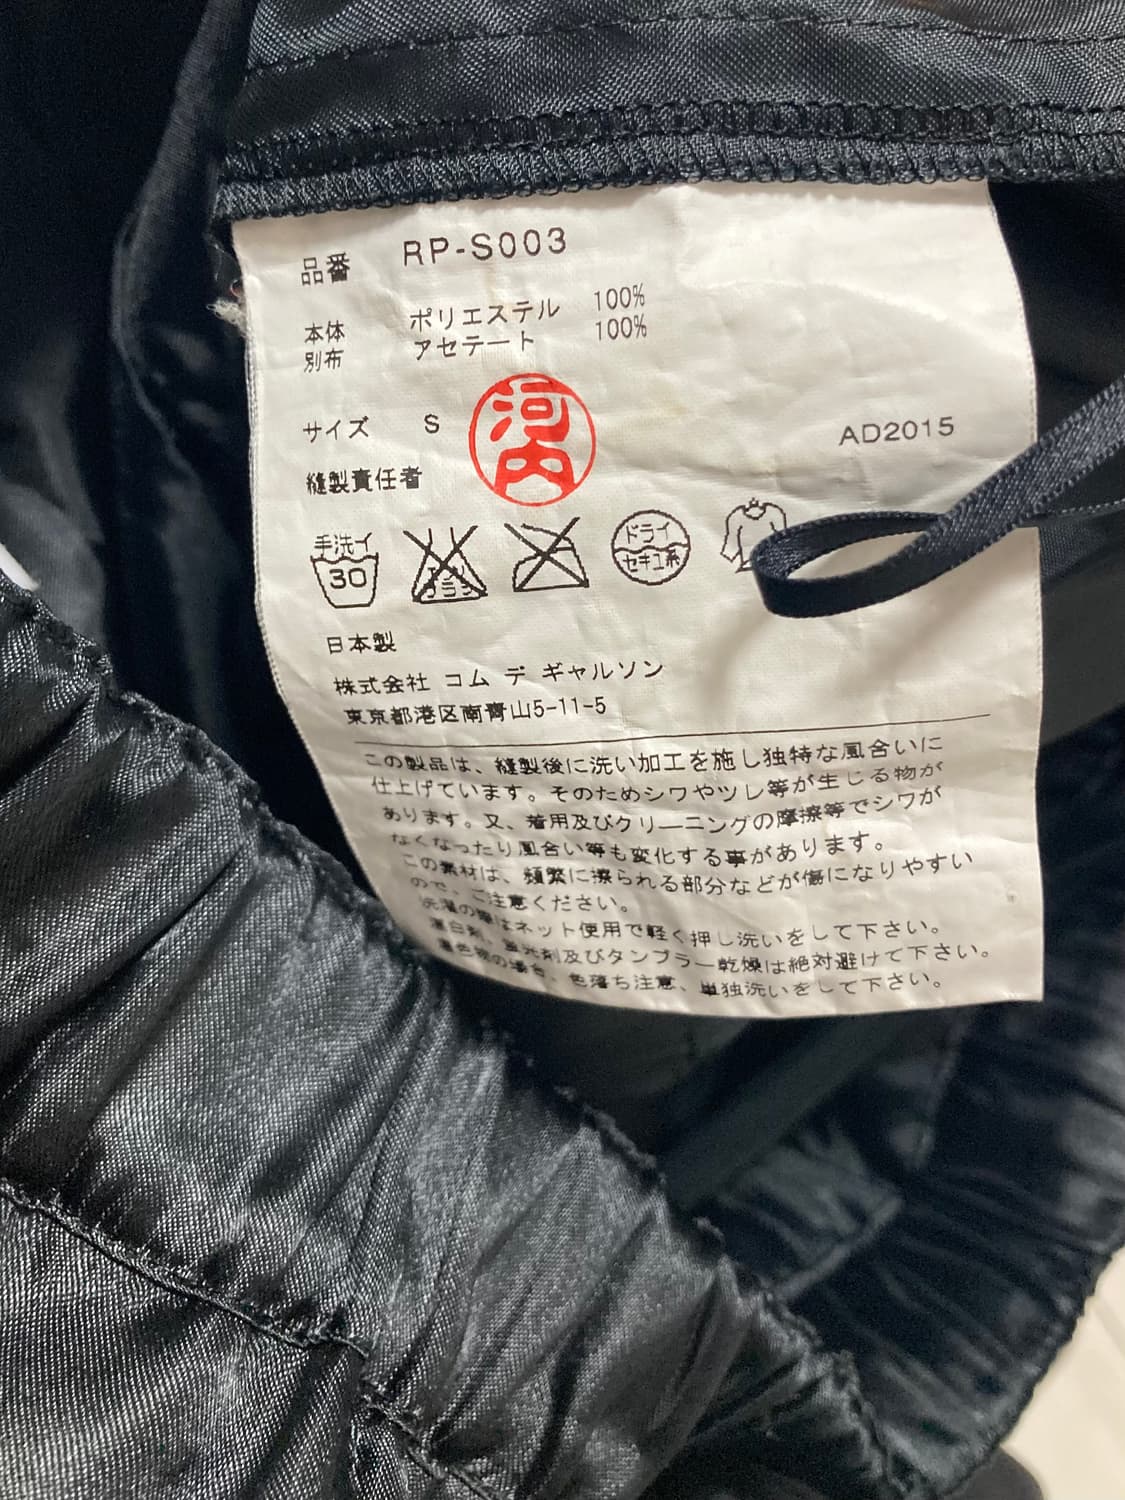 品番 RP-S003
本体 ポリエステル 100%
別布 アセテート 100%
サイズ S
河内
AD2015
縫製責任者
手洗イ
30
ドライ
セキユ系
日本製
株式会社 コム デ ギャルソン
東京都港区南青山5-11-5
この製品は、縫製後に洗い加工を施し独特な風合いに
仕上げています。そのためシワやツレ等が生じる物が
あります。又、着用及びクリーニングの摩擦等でシワが
なくなったり風合い等も変化する事があります。
この素材は、頻繁に擦られる部分などが傷になりやすい
ので、ご注意ください。
洗濯の際はネット使用で軽く押し洗いをして下さい。
蛍光剤及びタンブラー乾燥は絶対避けて下さい。
の場合、色落ち注意、単独洗いをして下さい。